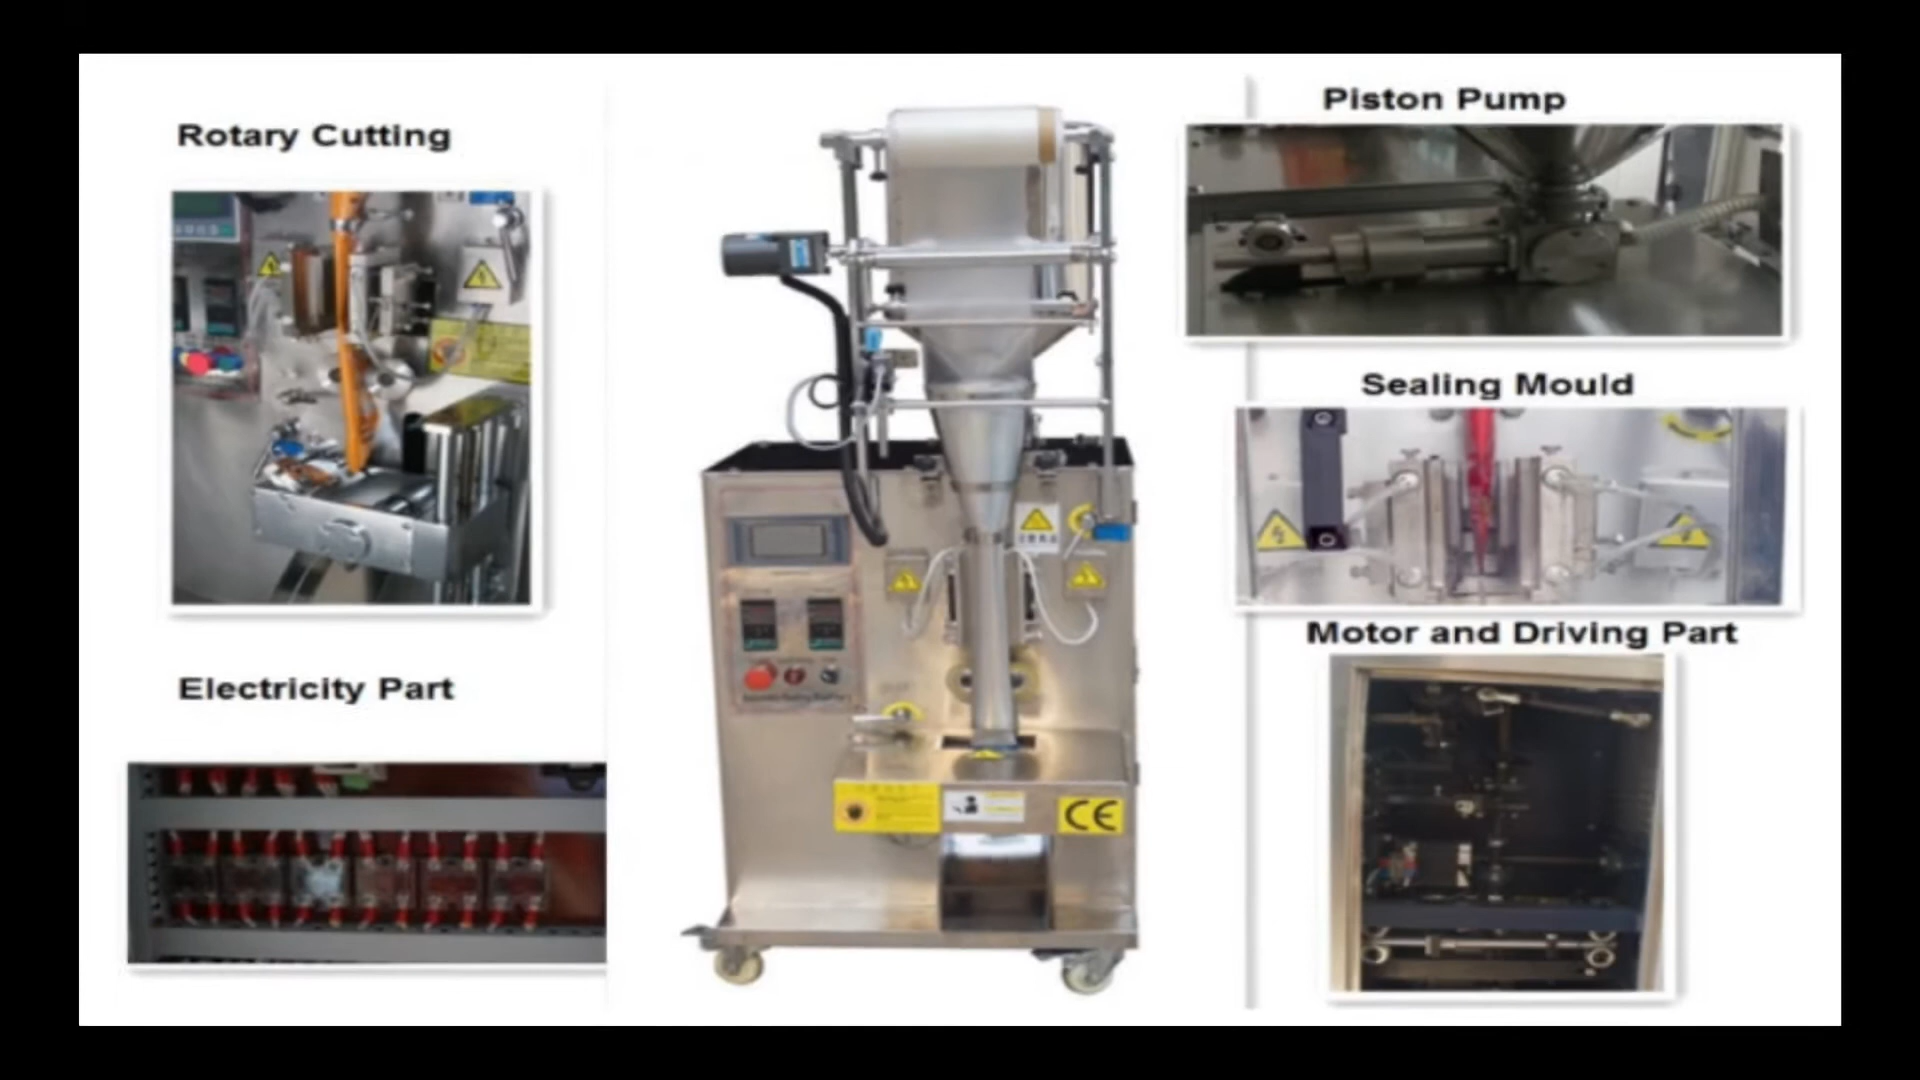 Rotary Cutting
Electricity Part
CE
Piston Pump
Sealing Mould
Motor and Driving Part